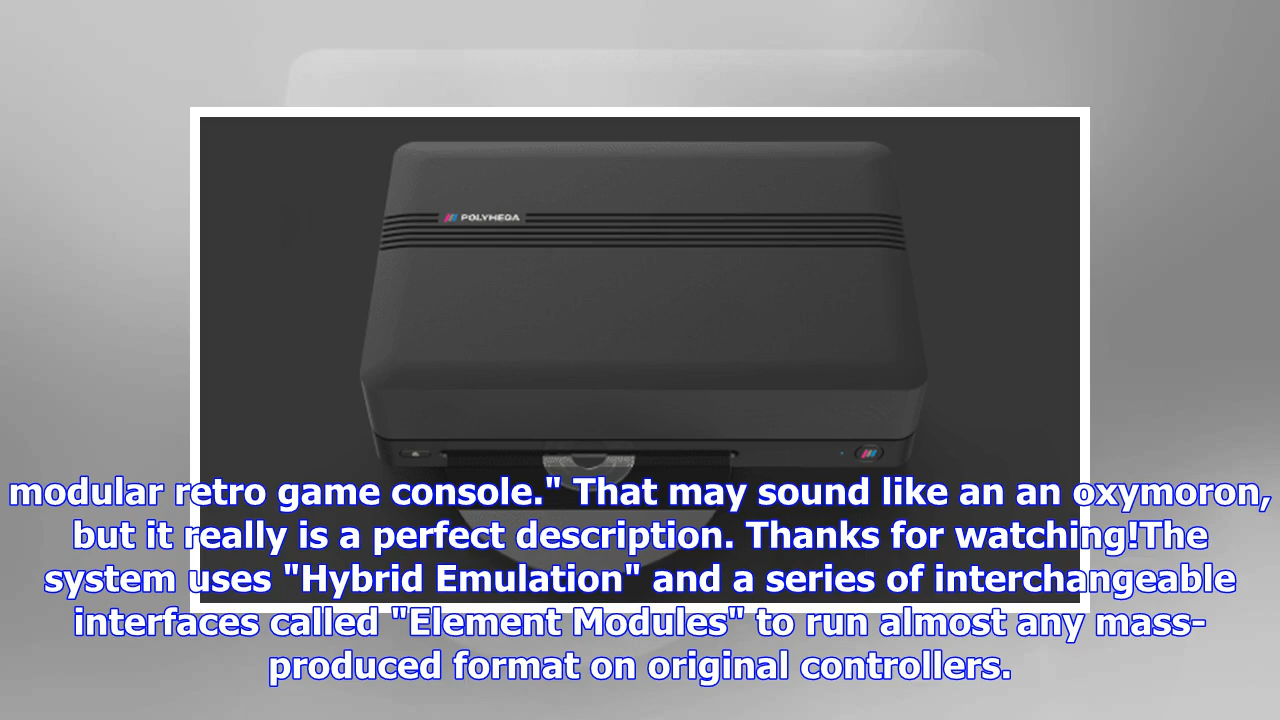 POLYMEGA
modular retro game console." That may sound like an an oxymoron,
but it really is a perfect description. Thanks for watching!The
system uses "Hybrid Emulation" and a series of interchangeable
interfaces called "Element Modules" to run almost any mass-
produced format on original controllers.